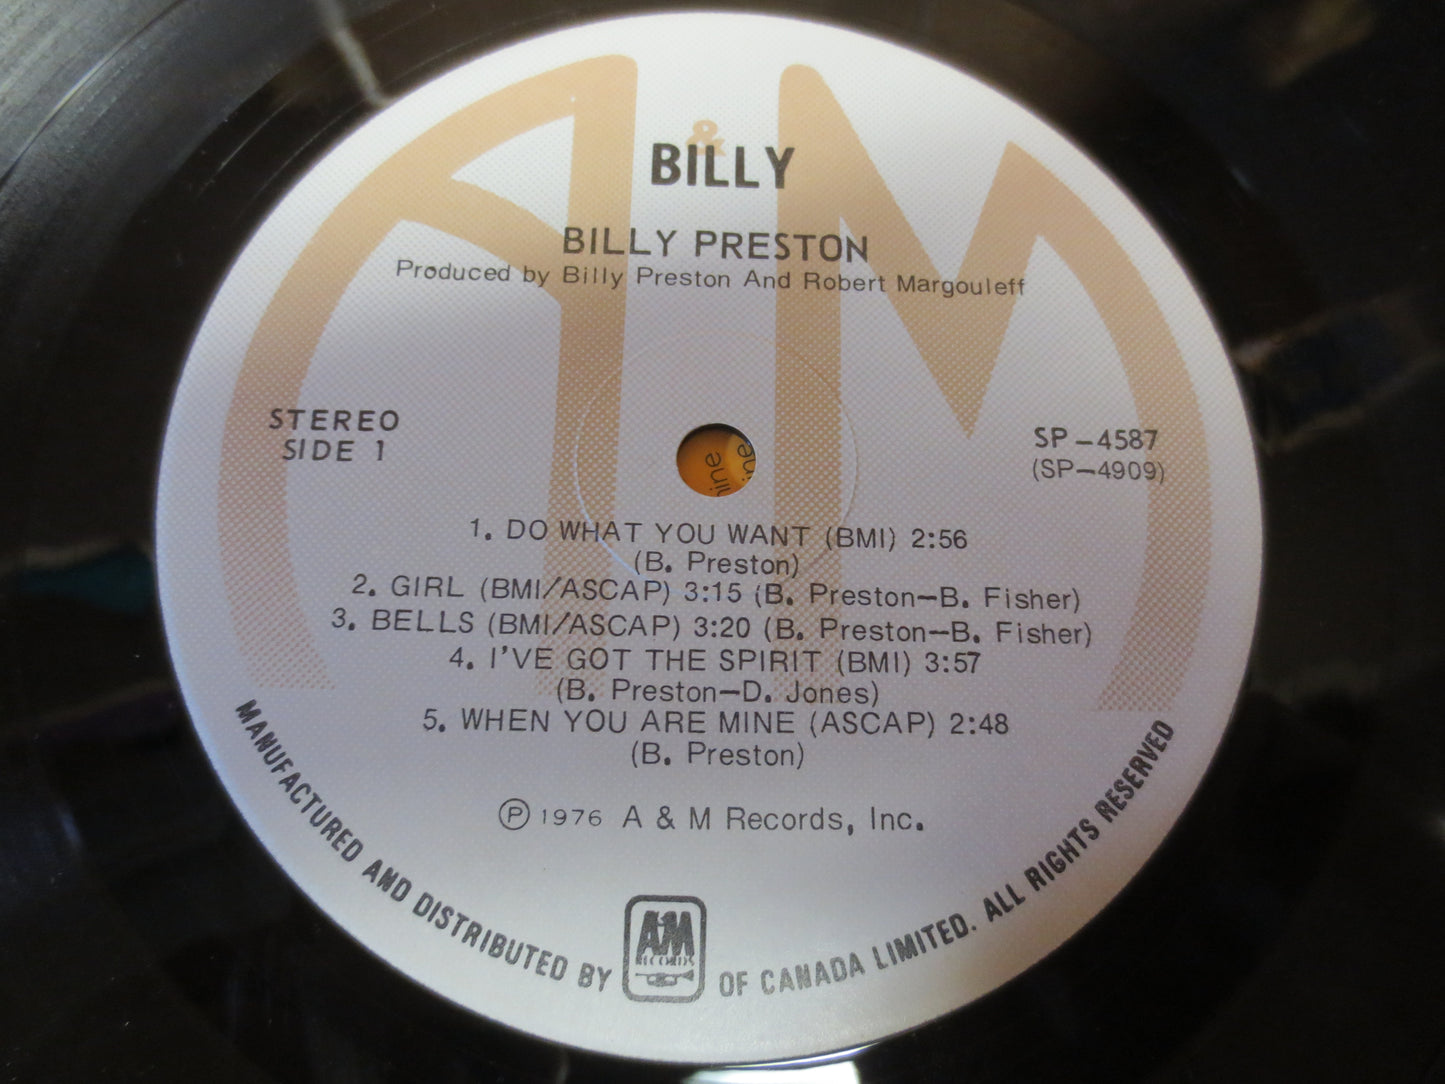 A & M
BILLY
BILLY PRESTON
Produced by Billy Preston And Robert Margouleff
STEREO
SIDE 1
SP-4587
(SP-4909)
1. DO WHAT YOU WANT (BMI) 2:56
(B. Preston)
2. GIRL (BMI/ASCAP) 3:15 (B. Preston-B. Fisher)
3. BELLS (BMI/ASCAP) 3:20 (B. Preston-B. Fisher)
4. I'VE GOT THE SPIRIT (BMI) 3:57
(B. Preston-D. Jones)
5. WHEN YOU ARE MINE (ASCAP) 2:48
(B. Preston)
Ⓟ 1976 A & M Records, Inc.
MANUFACTURED AND DISTRIBUTED BY A&M RECORDS OF CANADA LIMITED. ALL RIGHTS RESERVED